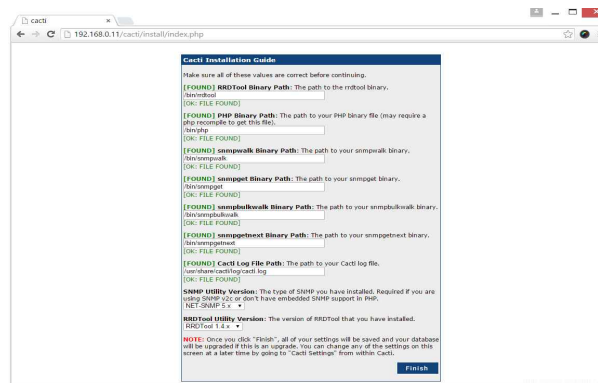 cacti
192.168.0.11/cacti/install/index.php
Cacti Installation Guide
Make sure all of these values are correct before continuing.
[FOUND] RRDTool Binary Path: The path to the rrdtool binary.
/bin/rrdtool
[OK: FILE FOUND]
[FOUND] PHP Binary Path: The path to your PHP binary file (may require a
php recompile to get this file).
/bin/php
[OK: FILE FOUND]
[FOUND] snmpwalk Binary Path: The path to your snmpwalk binary.
/bin/snmpwalk
[OK: FILE FOUND]
[FOUND] snmpget Binary Path: The path to your snmpget binary.
/bin/snmpget
[OK: FILE FOUND]
[FOUND] snmpbulkwalk Binary Path: The path to your snmpbulkwalk binary.
/bin/snmpbulkwalk
[OK: FILE FOUND]
[FOUND] snmpgetnext Binary Path: The path to your snmpgetnext binary.
/bin/snmpgetnext
[OK: FILE FOUND]
[FOUND] Cacti Log File Path: The path to your Cacti log file.
/usr/share/cacti/log/cacti.log
[OK: FILE FOUND]
SNMP Utility Version: The type of SNMP you have installed. Required if you are
using SNMP v2c or don't have embedded SNMP support in PHP.
NET-SNMP 5.x
RRDTool Utility Version: The version of RRDTool that you have installed.
RRDTool 1.4.x
NOTE: Once you click "Finish", all of your settings will be saved and your database
will be upgraded if this is an upgrade. You can change any of the settings on this
screen at a later time by going to "Cacti Settings" from within Cacti.
Finish